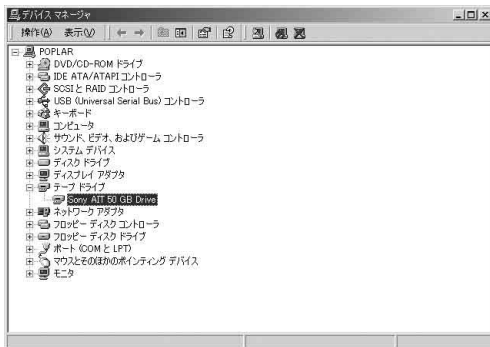 デバイス マネージャ
操作(A) 表示(V)
POPLAR
DVD/CD-ROM ドライブ
IDE ATA/ATAPI コントローラ
SCSI と RAID コントローラ
USB (Universal Serial Bus) コントローラ
キーボード
コンピュータ
サウンド、ビデオ、およびゲーム コントローラ
システム デバイス
ディスク ドライブ
ディスプレイ アダプタ
テープ ドライブ
Sony AIT 50 GB Drive
ネットワーク アダプタ
フロッピー ディスク コントローラ
フロッピー ディスク ドライブ
ポート (COM と LPT)
マウスとそのほかのポインティング デバイス
モニタ